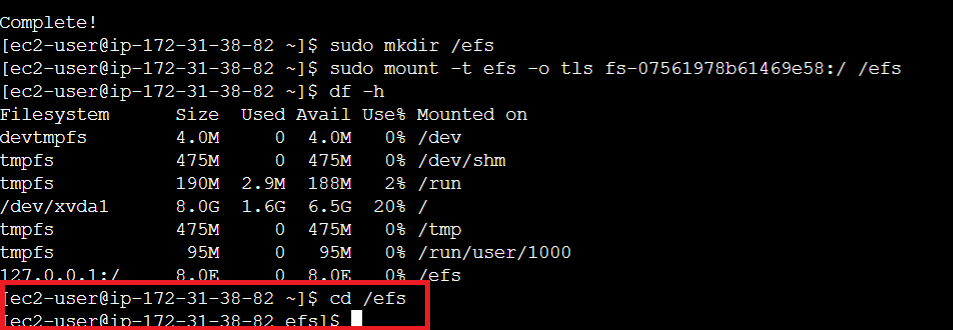 Complete!
[ec2-user@ip-172-31-38-82 ~]$ sudo mkdir /efs
[ec2-user@ip-172-31-38-82 ~]$ sudo mount -t efs -o tls fs-07561978b61469e58:/ /efs
[ec2-user@ip-172-31-38-82 ~]$ df -h
Filesystem      Size  Used Avail Use% Mounted on
devtmpfs        4.0M     0  4.0M   0% /dev
tmpfs           475M     0  475M   0% /dev/shm
tmpfs           190M  2.9M  188M   2% /run
/dev/xvda1      8.0G  1.6G  6.5G  20% /
tmpfs           475M     0  475M   0% /tmp
tmpfs            95M     0   95M   0% /run/user/1000
127.0.0.1:/     8.0E     0  8.0E   0% /efs
[ec2-user@ip-172-31-38-82 ~]$ cd /efs
[ec2-user@ip-172-31-38-82 efs]$